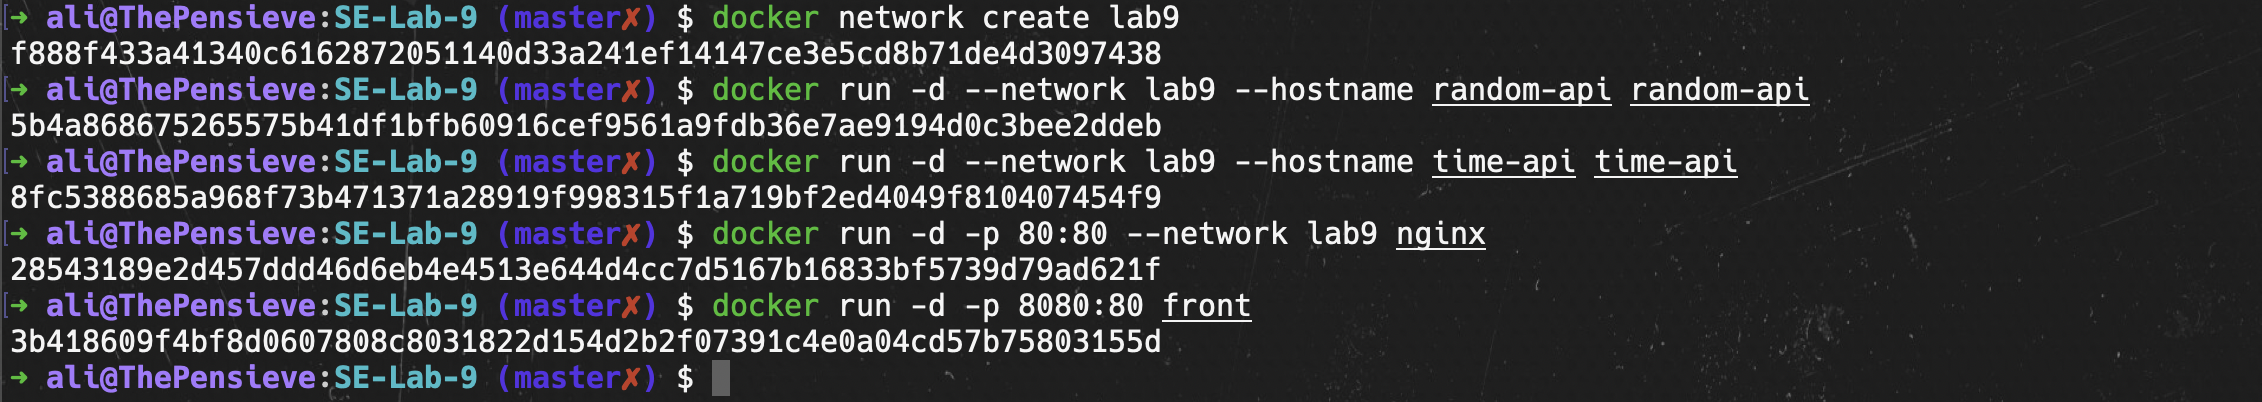 ➜ ali@ThePensieve:SE-Lab-9 (master✗) $ docker network create lab9
f888f433a41340c6162872051140d33a241ef14147ce3e5cd8b71de4d3097438
➜ ali@ThePensieve:SE-Lab-9 (master✗) $ docker run -d --network lab9 --hostname random-api random-api
5b4a868675265575b41df1bfb60916cef9561a9fdb36e7ae9194d0c3bee2ddeb
➜ ali@ThePensieve:SE-Lab-9 (master✗) $ docker run -d --network lab9 --hostname time-api time-api
8fc5388685a968f73b471371a28919f998315f1a719bf2ed4049f810407454f9
➜ ali@ThePensieve:SE-Lab-9 (master✗) $ docker run -d -p 80:80 --network lab9 nginx
28543189e2d457ddd46d6eb4e4513e644d4cc7d5167b16833bf5739d79ad621f
➜ ali@ThePensieve:SE-Lab-9 (master✗) $ docker run -d -p 8080:80 front
3b418609f4bf8d0607808c8031822d154d2b2f07391c4e0a04cd57b75803155d
➜ ali@ThePensieve:SE-Lab-9 (master✗) $